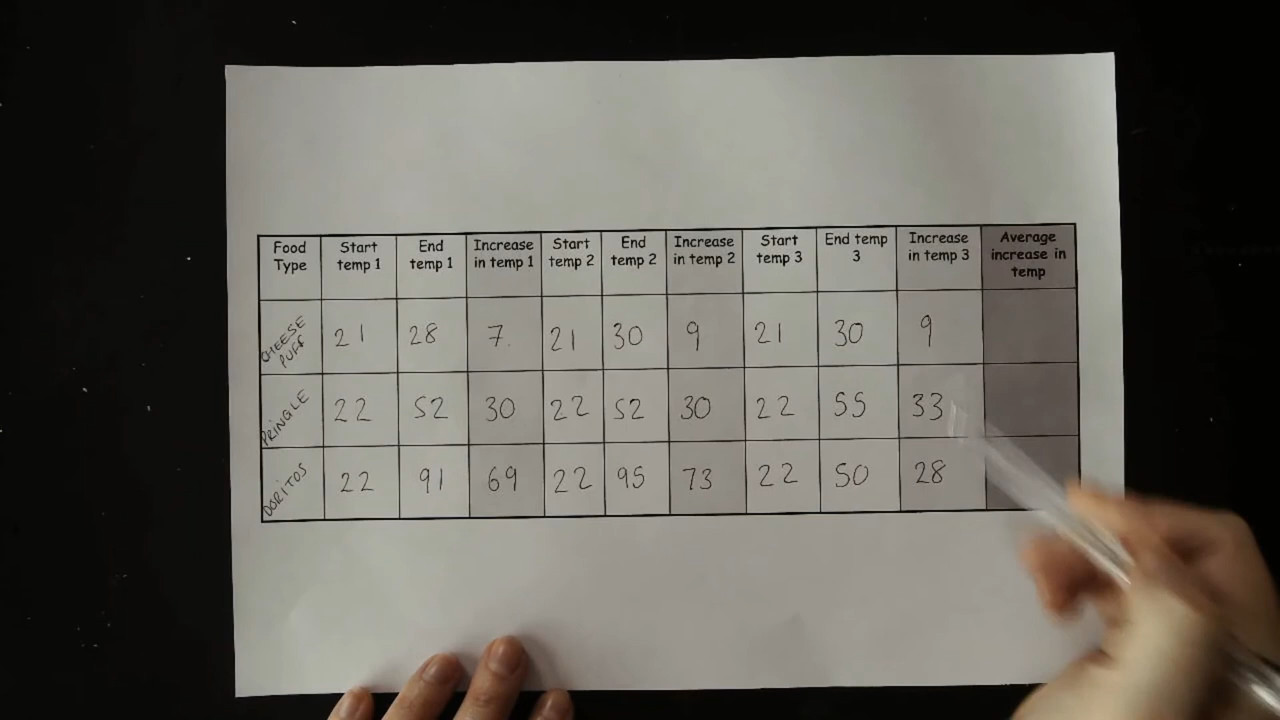 Food Type
Start temp 1
End temp 1
Increase in temp 1
Start temp 2
End temp 2
Increase in temp 2
Start temp 3
End temp 3
Increase in temp 3
Average increase in temp
CHEESE PUFF
21
28
7.
21
30
9
21
30
9
PRINGLE
22
52
30
22
52
30
22
55
33
DORITOS
22
91
69
22
95
73
22
50
28